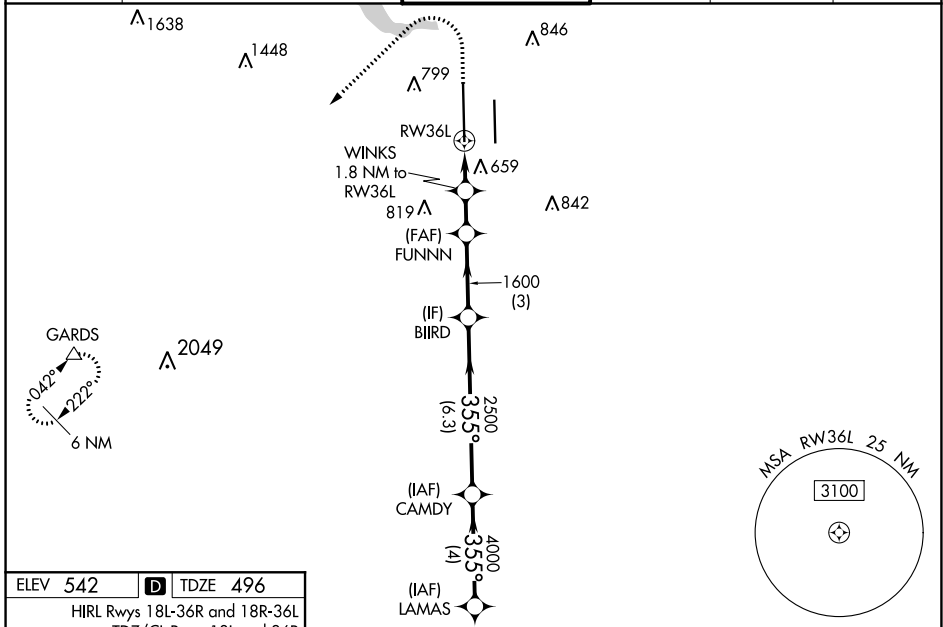 1638
1448
846
799
RW36L
WINKS
1.8 NM to
RW36L
659
819
842
(FAF)
FUNNN
1600
(3)
(IF)
BIIRD
GARDS
2049
042°
222°
6 NM
2500
355°
(6.3)
MSA RW36L 25 NM
3100
(IAF)
CAMDY
4000
355°
(4)
(IAF)
LAMAS
ELEV 542 D TDZE 496
HIRL Rwys 18L-36R and 18R-36L